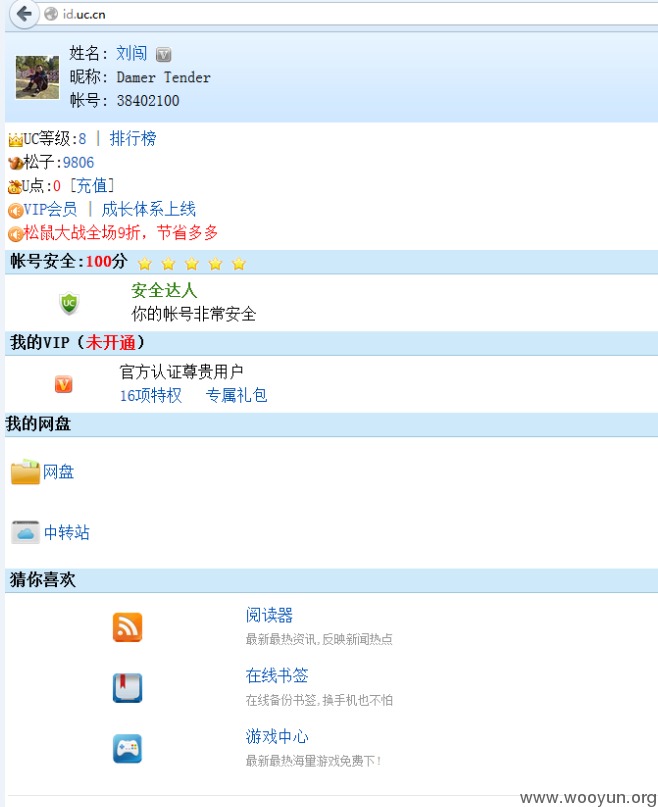 id.uc.cn
姓名: 刘闯 V
昵称: Damer Tender
帐号: 38402100
UC等级:8 | 排行榜
松子:9806
U点:0 [充值]
VIP会员 | 成长体系上线
松鼠大战全场9折，节省多多
帐号安全:100分
UC
安全达人
你的帐号非常安全
我的VIP (未开通)
V
官方认证尊贵用户
16项特权 专属礼包
我的网盘
网盘
中转站
猜你喜欢
阅读器
最新最热资讯,反映新闻热点
在线书签
在线备份书签,换手机也不怕
游戏中心
最新最热海量游戏免费下!
www.wooyun.org